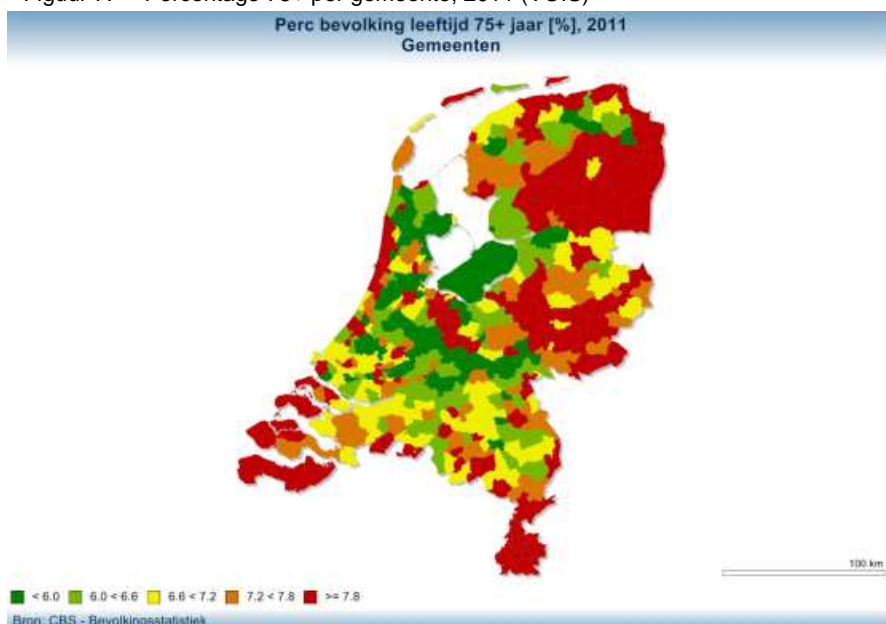 Perc bevolking leeftijd 75+ jaar [%], 2011
Gemeenten
100 km
< 6.0 6.0 < 6.6 6.6 < 7.2 7.2 < 7.8 >= 7.8
Bron: CBS - Bevolkingsstatistiek